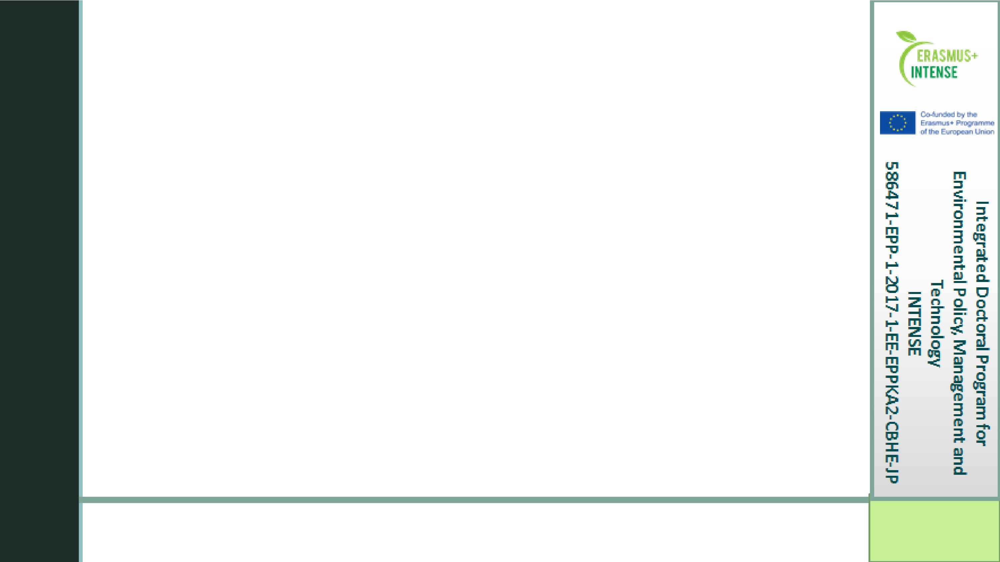 ERASMUS+
INTENSE
Co-funded by the
Erasmus+ Programme
of the European Union
Integrated Doctoral Program for
Environmental Policy, Management and
Technology
INTENSE
586471-EPP-1-2017-1-EE-EPPKA2-CBHE-JP